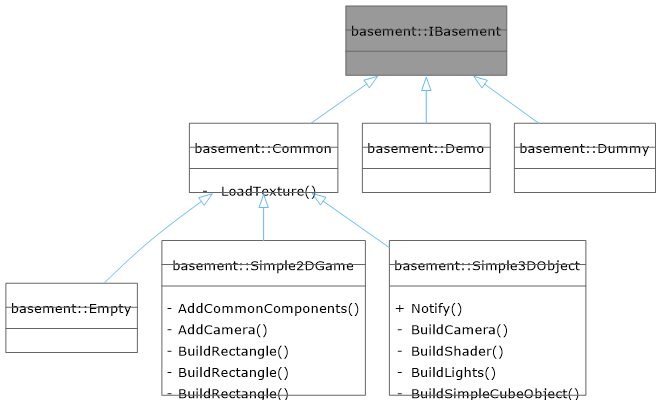 basement::IBasement
basement::Common
- LoadTexture()
basement::Demo
basement::Dummy
basement::Empty
basement::Simple2DGame
- AddCommonComponents()
- AddCamera()
- BuildRectangle()
- BuildRectangle()
- BuildRectangle()
basement::Simple3DObject
+ Notify()
- BuildCamera()
- BuildShader()
- BuildLights()
- BuildSimpleCubeObject()